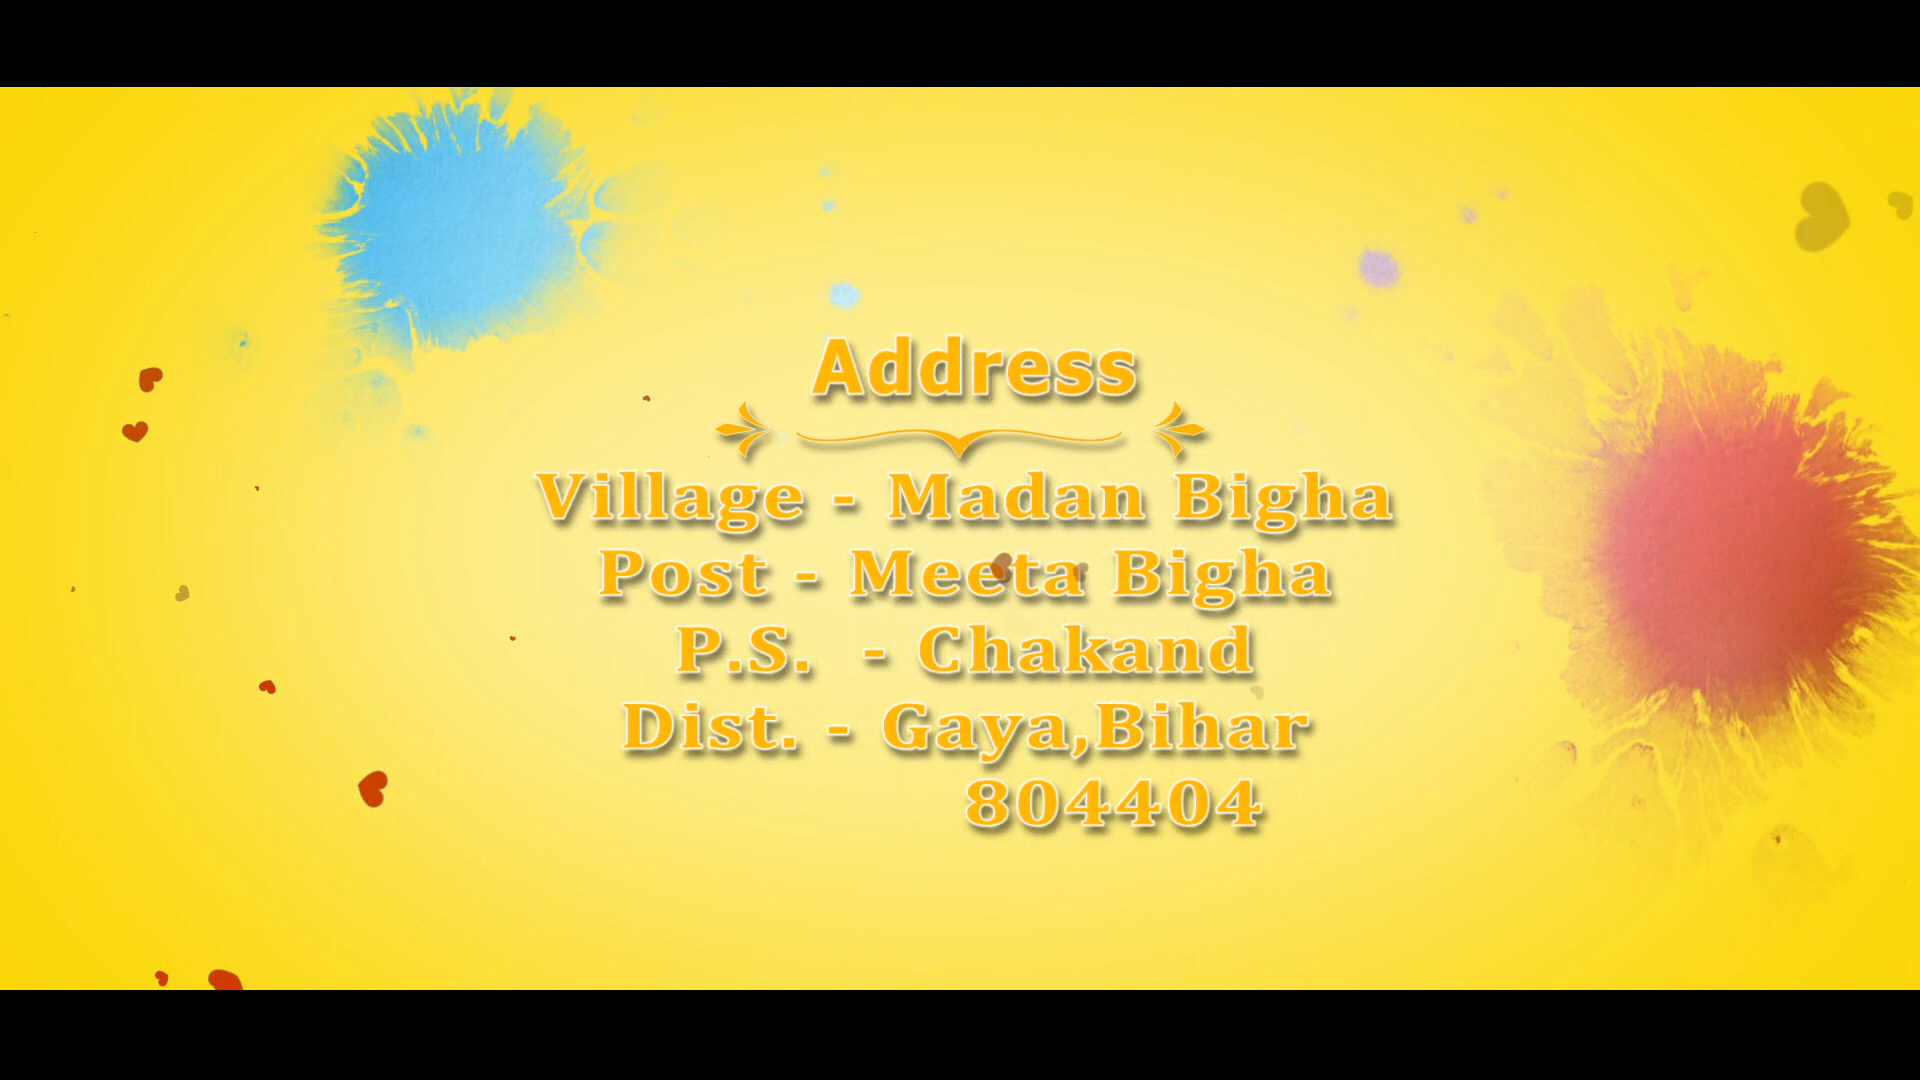 Address
Village - Madan Bigha
Post - Meeta Bigha
P.S.  - Chakand
Dist. - Gaya,Bihar
804404